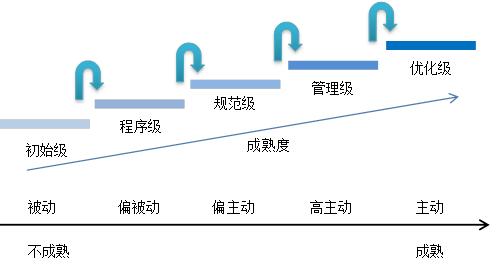 优化级
管理级
规范级
程序级
初始级
成熟度
被动 偏被动 偏主动 高主动 主动
不成熟 成熟